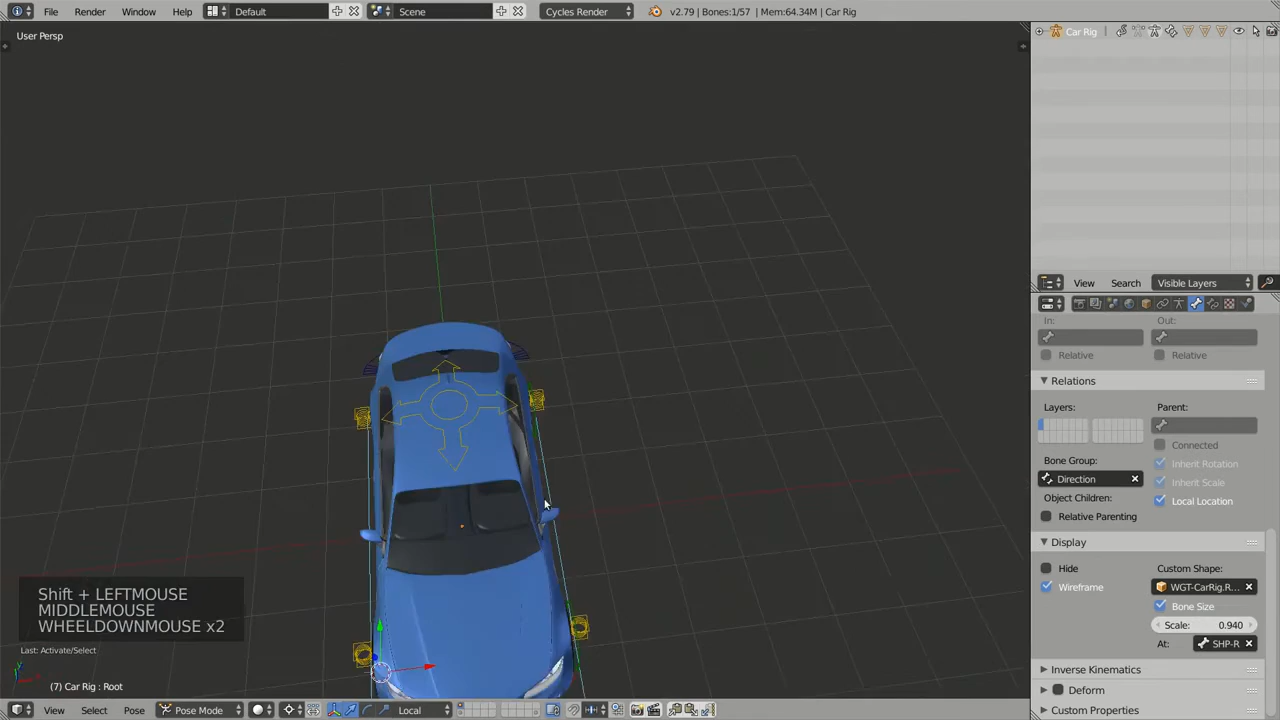 File Render Window Help Default Scene Cycles Render v2.79 | Bones:1/57 | Mem:64.34M | Car Rig
User Persp
Car Rig
View Search Visible Layers
In: Out:
Relative Relative
Relations
Layers: Parent:
Connected
Bone Group: Inherit Rotation
Direction Inherit Scale
Object Children: Local Location
Relative Parenting
Display
Hide Custom Shape:
Wireframe WGT-CarRig.R...
Bone Size
Scale: 0.940
At: SHP-R
Inverse Kinematics
Deform
Custom Properties
Shift + LEFTMOUSE
MIDDLEMOUSE
WHEELDOWNMOUSE x2
Last: Activate/Select
(7) Car Rig : Root
View Select Pose Pose Mode Local